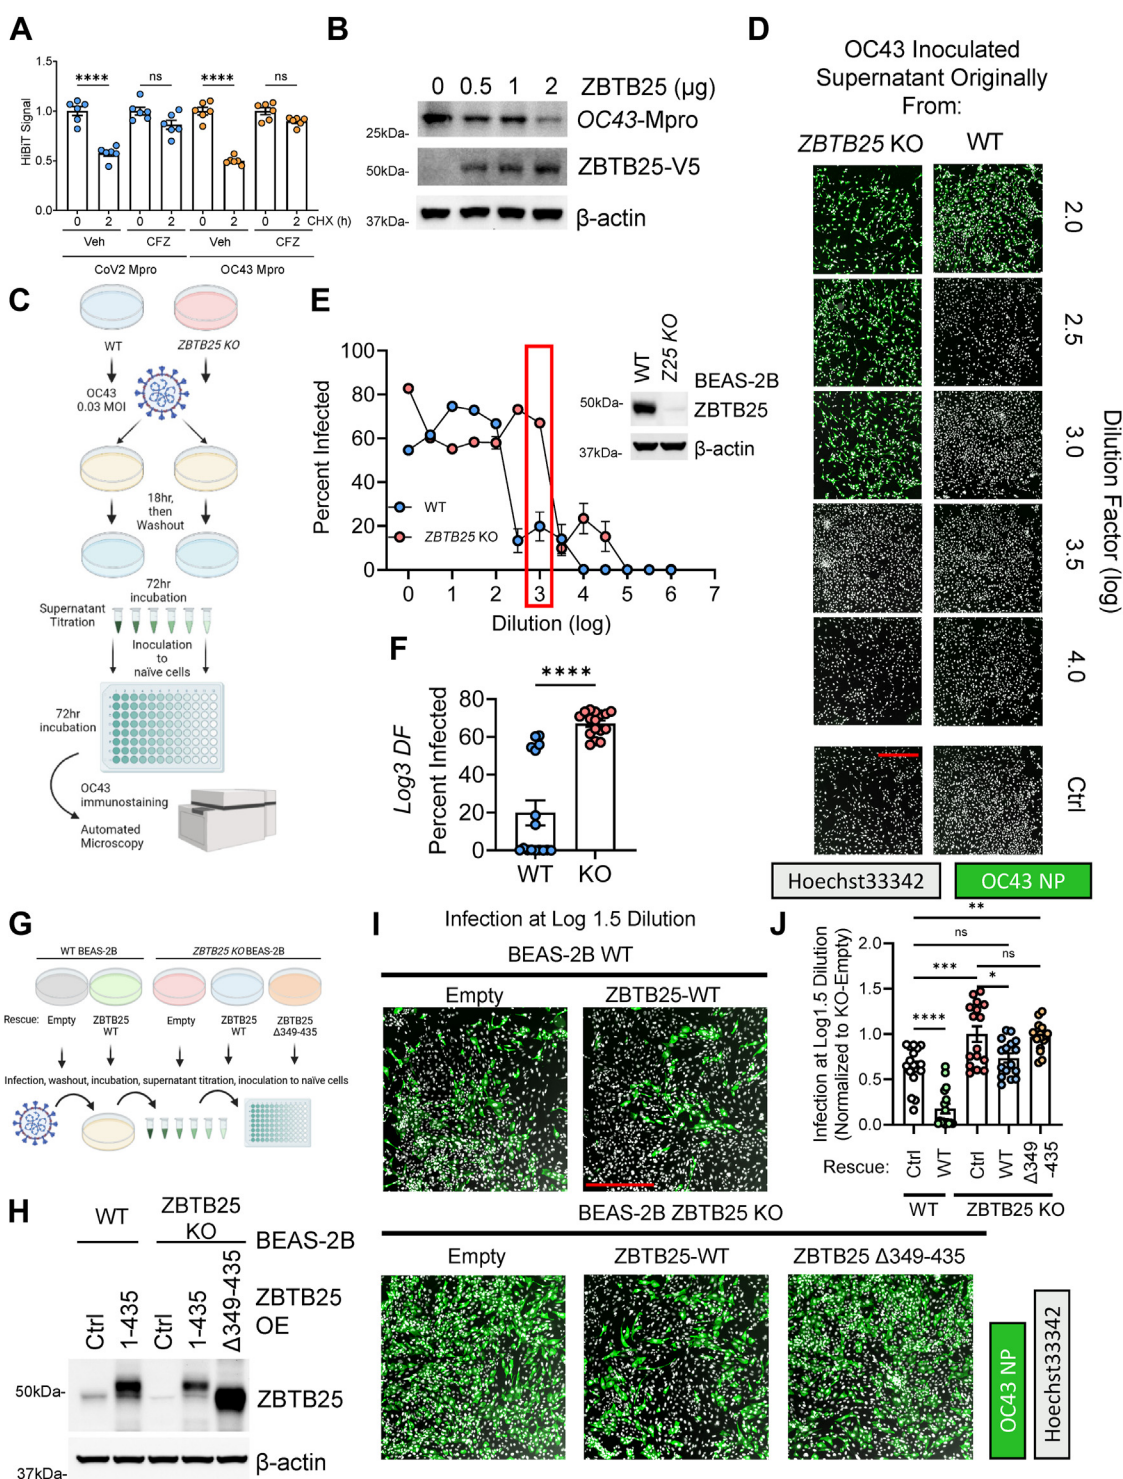 A
1.5
1.0
0.5
0.0
HiBiT Signal
****
ns
****
ns
0 2 0 2 0 2 0 2 CHX (h)
Veh CFZ Veh CFZ
CoV2 Mpro OC43 Mpro
B
0 0.5 1 2 ZBTB25 (µg)
OC43-Mpro
25kDa-
50kDa-
ZBTB25-V5
37kDa-
β-actin
C
WT ZBTB25 KO
OC43
0.03 MOI
18hr,
then
Washout
72hr
incubation
Supernatant
Titration
Inoculation
to
naïve cells
72hr
incubation
OC43
immunostaining
Automated
Microscopy
D
OC43 Inoculated
Supernatant Originally
From:
ZBTB25 KO WT
2.0
2.5
3.0
3.5
4.0
Ctrl
Dilution Factor (log)
Hoechst33342 OC43 NP
E
100
80
60
40
20
0
Percent Infected
WT
ZBTB25 KO
0 1 2 3 4 5 6 7
Dilution (log)
WT
Z25 KO
BEAS-2B
50kDa-
ZBTB25
37kDa-
β-actin
F
****
80
60
40
20
0
Log3 DF
Percent Infected
WT KO
G
WT BEAS-2B ZBTB25 KO BEAS-2B
Rescue: Empty ZBTB25 WT Empty ZBTB25 WT ZBTB25 Δ349-435
Infection, washout, incubation, supernatant titration, inoculation to naïve cells
H
WT ZBTB25 KO
BEAS-2B
Ctrl
1-435
Ctrl
1-435
Δ349-435
ZBTB25
OE
50kDa-
ZBTB25
37kDa-
β-actin
I
Infection at Log 1.5 Dilution
BEAS-2B WT
Empty ZBTB25-WT
BEAS-2B ZBTB25 KO
Empty ZBTB25-WT ZBTB25 Δ349-435
OC43 NP
Hoechst33342
J
**
ns
ns
***
*
****
2.0
1.5
1.0
0.5
0.0
Infection at Log1.5 Dilution
(Normalized to KO-Empty)
Rescue:
Ctrl
WT
Ctrl
WT
Δ349
-435
WT ZBTB25 KO